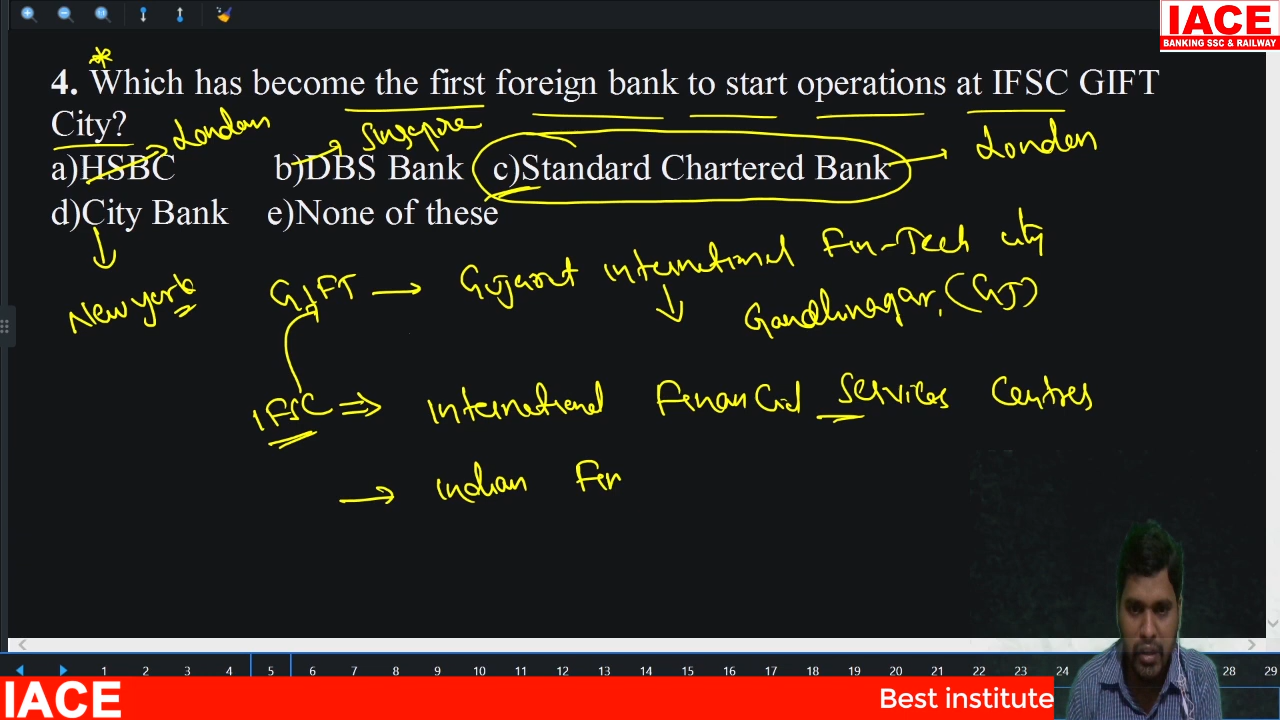 IACE
BANKING SSC & RAILWAY
4. Which has become the first foreign bank to start operations at IFSC GIFT
City?
London
Singapore
a)HSBC b)DBS Bank c)Standard Chartered Bank
London
d)City Bank e)None of these
New york
GIFT → Gujarat international Fin-Tech city
Gandhinagar, (GJ)
IFSC ⇒ International Financial Services Centres
→ Indian Fin
1 2 3 4 5 6 7 8 9 10 11 12 13 14 15 16 17 18 19 20 21 22 23 24 28 29
IACE
Best institute